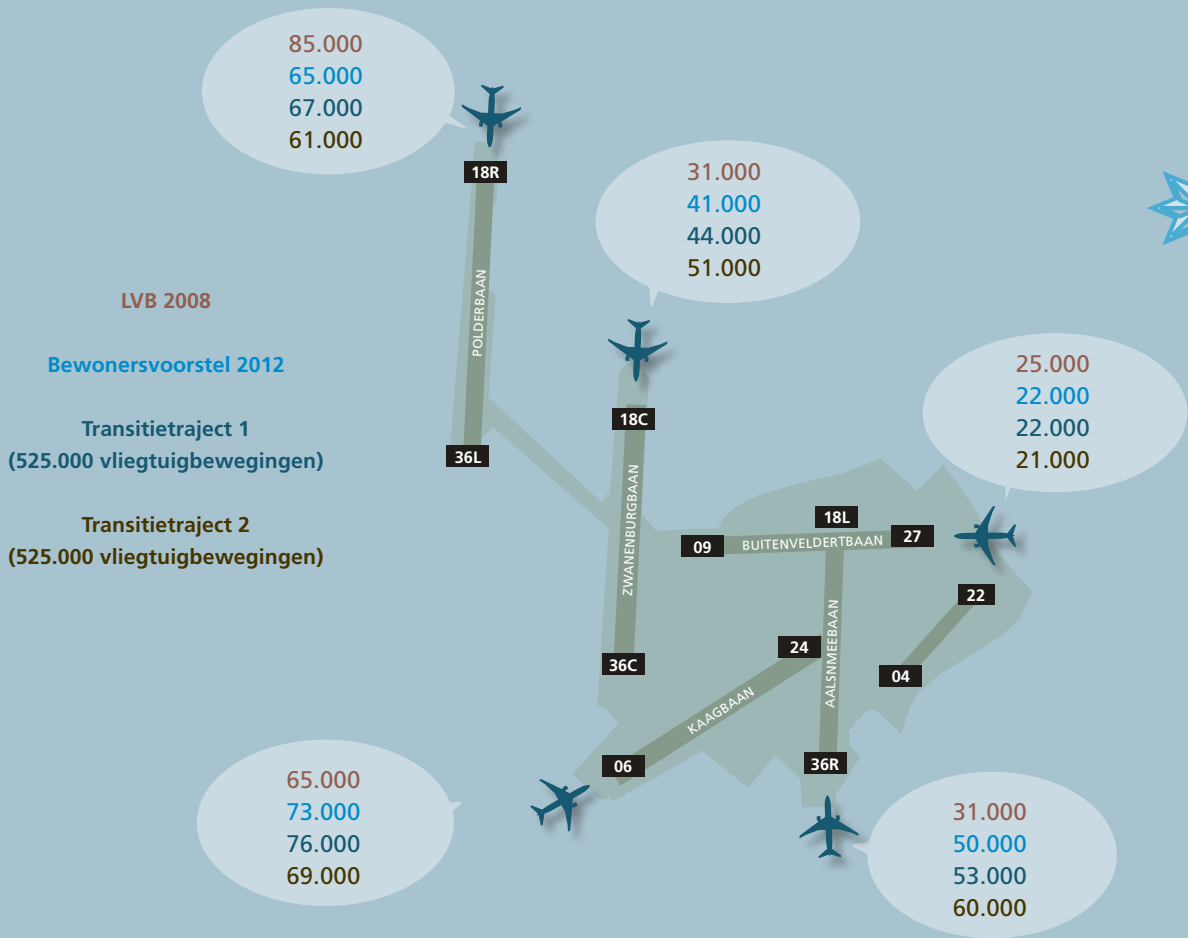 85.000
65.000
67.000
61.000
18R
31.000
41.000
44.000
51.000
POLDERBAAN
LVB 2008
Bewonersvoorstel 2012
Transitietraject 1
(525.000 vliegtuigbewegingen)
Transitietraject 2
(525.000 vliegtuigbewegingen)
36L
18C
ZWANENBURGBAAN
36C
25.000
22.000
22.000
21.000
18L
09
BUITENVELDERTBAAN
27
22
04
24
KAAGBAAN
06
AALSNMEEBAAN
36R
65.000
73.000
76.000
69.000
31.000
50.000
53.000
60.000